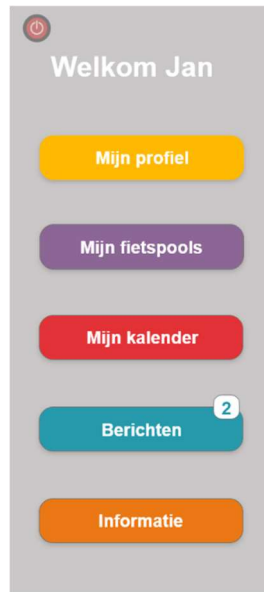 Welkom Jan
Mijn profiel
Mijn fietspools
Mijn kalender
2
Berichten
Informatie